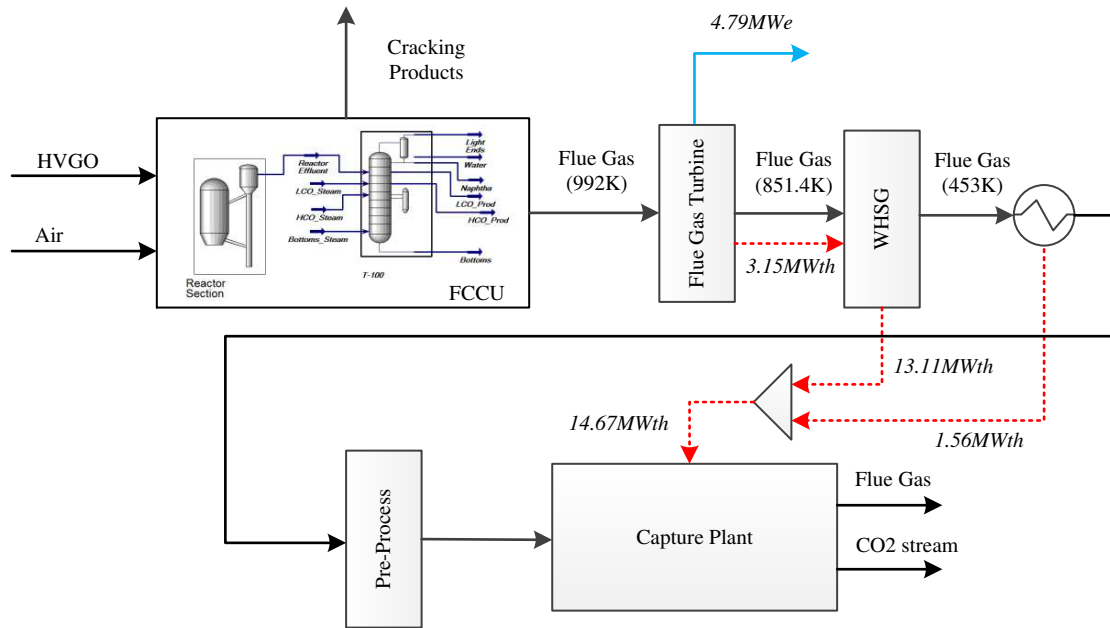 4.79MWe
Cracking
Products
HVGO
Air
Reactor
Section
Reactor
Effluent
LCO_Steam
HCO_Steam
Bottoms_Steam
T-100
Light
Ends
Water
Naphtha
LCO_Prod
HCO_Prod
Bottoms
FCCU
Flue Gas
(992K)
Flue Gas Turbine
Flue Gas
(851.4K)
3.15MWth
WHSG
Flue Gas
(453K)
13.11MWth
14.67MWth
1.56MWth
Pre-Process
Capture Plant
Flue Gas
CO2 stream